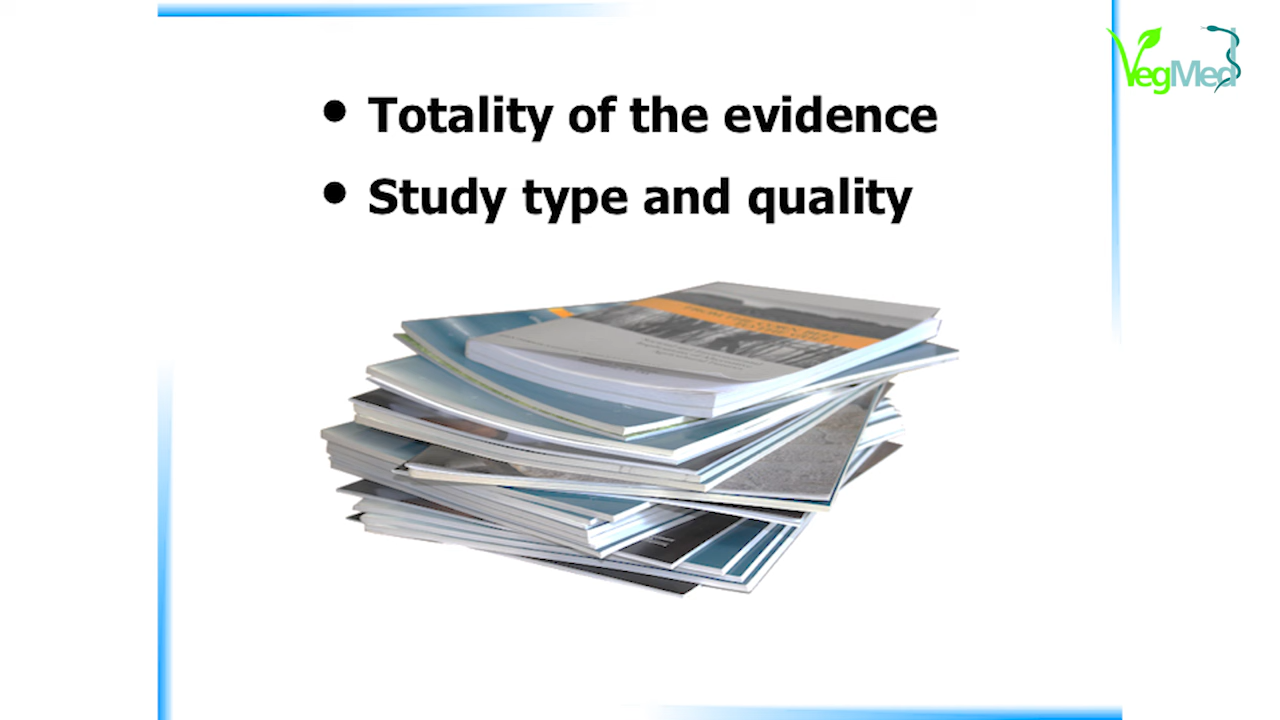 • Totality of the evidence
• Study type and quality
VegMed